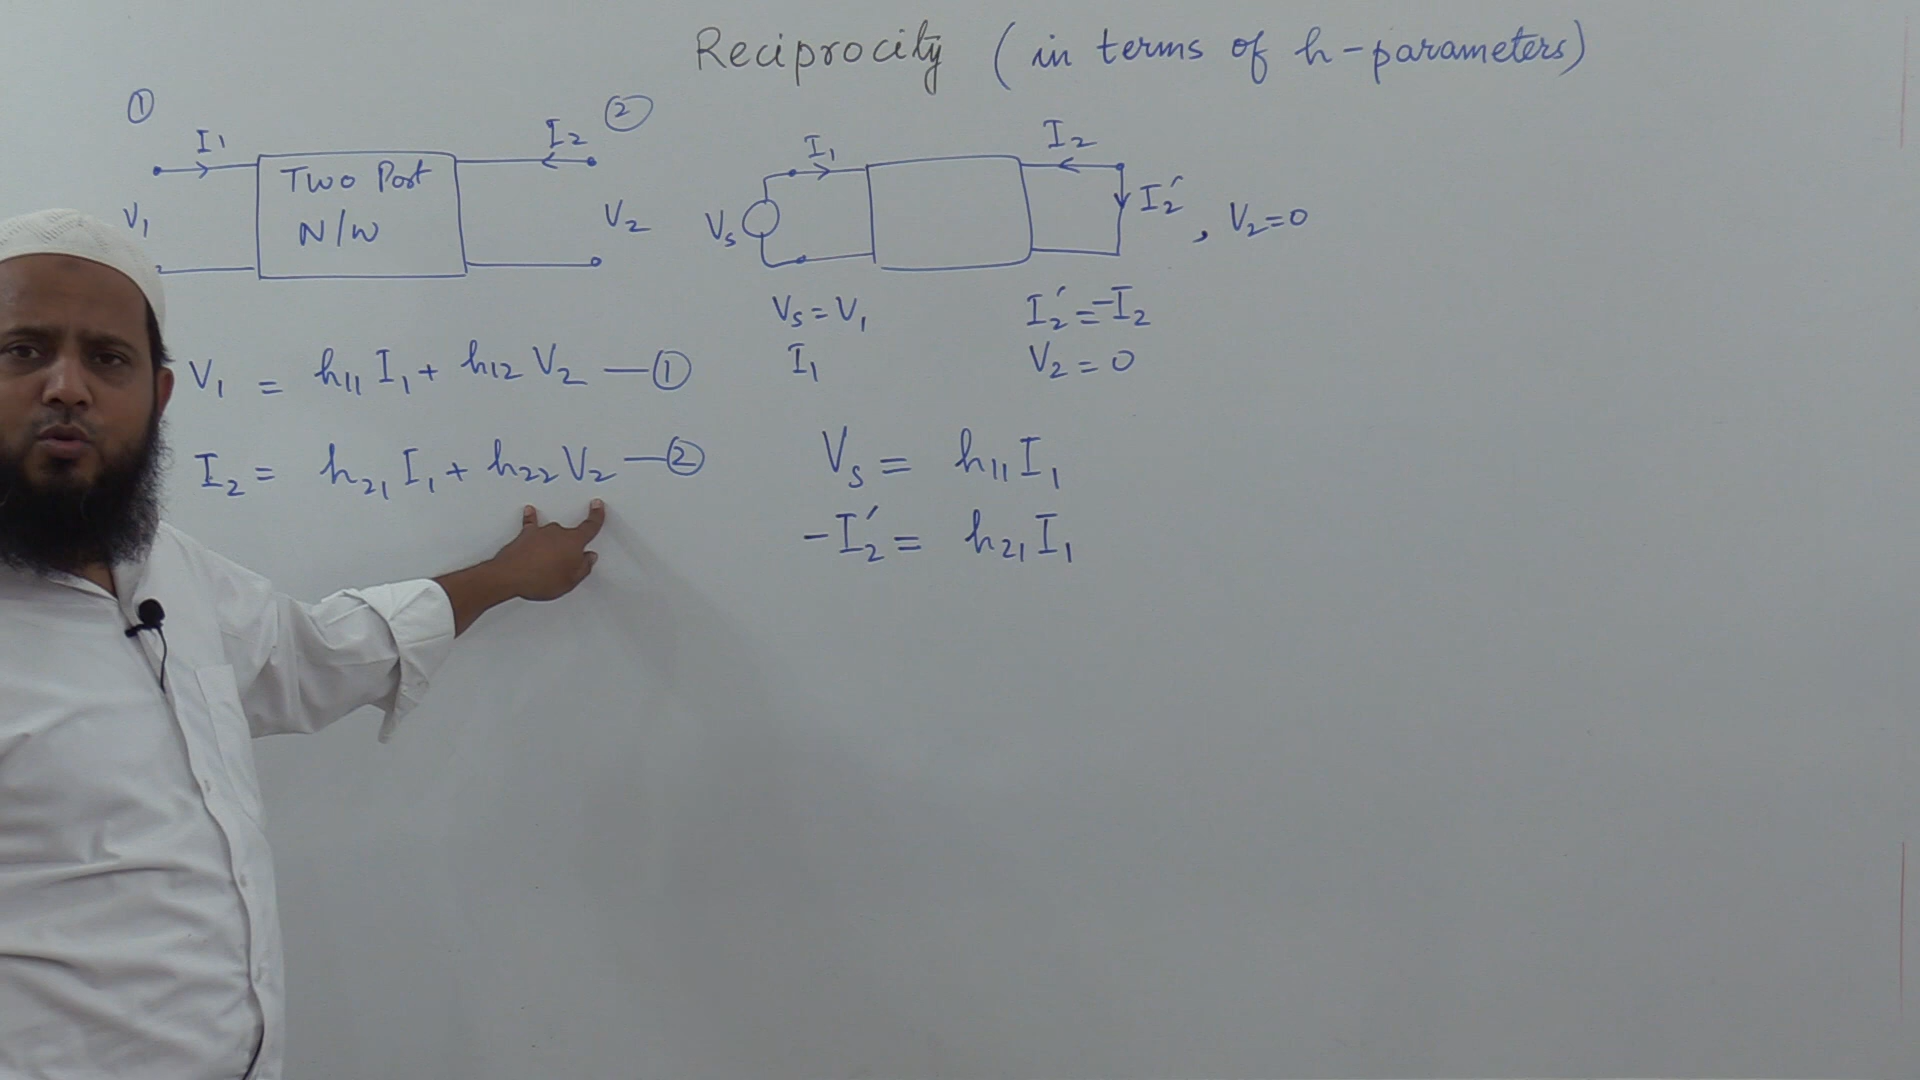 Reciprocity (in terms of h-parameters)
① ②
I₁ I₂
Two Port
N/W
V₁ V₂
I₁ I₂
Vs I₂′, V₂=0
Vs = V₁ I₂′ = -I₂
I₁ V₂ = 0
V₁ = h₁₁ I₁ + h₁₂ V₂ —①
I₂ = h₂₁ I₁ + h₂₂ V₂ —②
Vs = h₁₁ I₁
-I₂′ = h₂₁ I₁